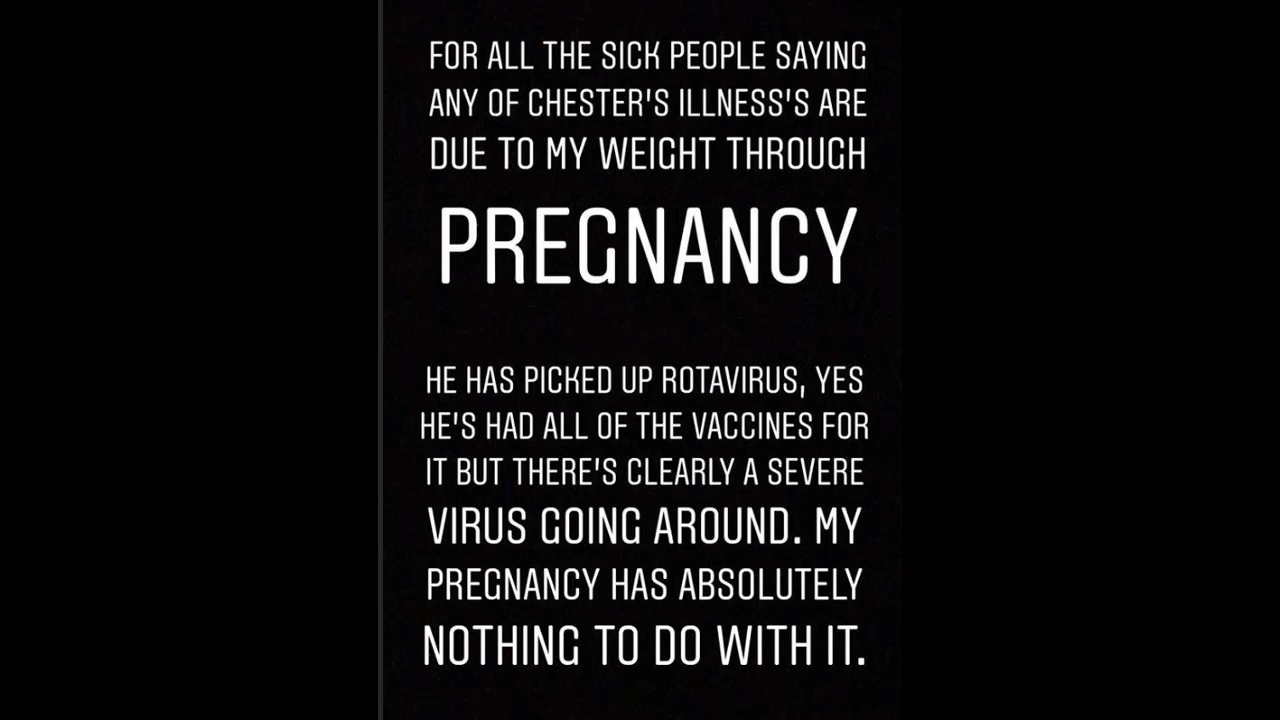 FOR ALL THE SICK PEOPLE SAYING
ANY OF CHESTER'S ILLNESS'S ARE
DUE TO MY WEIGHT THROUGH
PREGNANCY
HE HAS PICKED UP ROTAVIRUS, YES
HE'S HAD ALL OF THE VACCINES FOR
IT BUT THERE'S CLEARLY A SEVERE
VIRUS GOING AROUND. MY
PREGNANCY HAS ABSOLUTELY
NOTHING TO DO WITH IT.